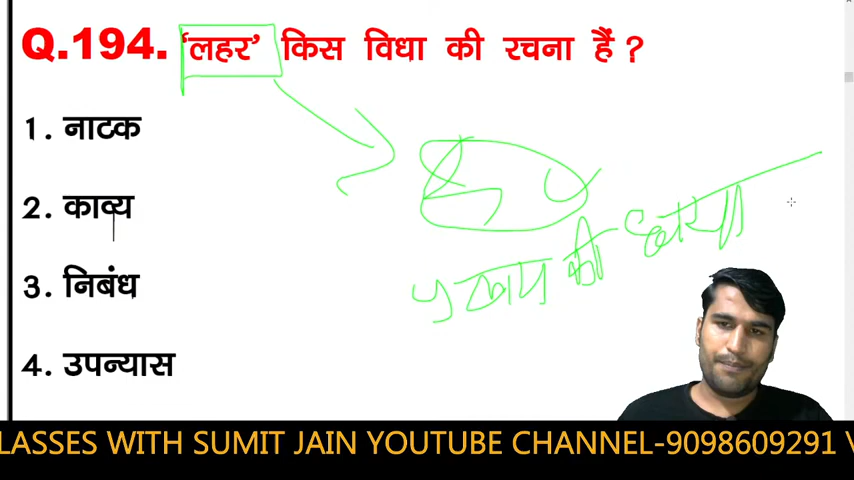 Q.194. 'लहर' किस विधा की रचना हैं ?
1. नाटक
2. काव्य
3. निबंध
4. उपन्यास
की छाया
LASSES WITH SUMIT JAIN YOUTUBE CHANNEL-9098609291 V